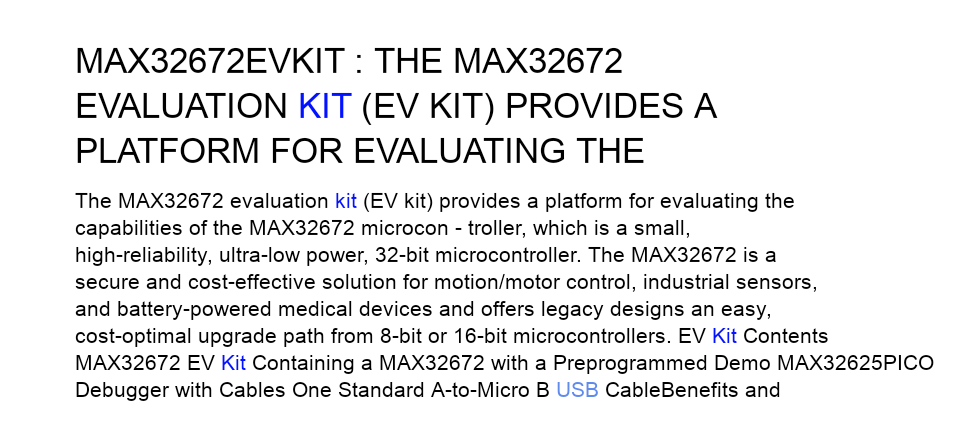 MAX32672EVKIT : THE MAX32672
EVALUATION KIT (EV KIT) PROVIDES A
PLATFORM FOR EVALUATING THE
The MAX32672 evaluation kit (EV kit) provides a platform for evaluating the
capabilities of the MAX32672 microcon - troller, which is a small,
high-reliability, ultra-low power, 32-bit microcontroller. The MAX32672 is a
secure and cost-effective solution for motion/motor control, industrial sensors,
and battery-powered medical devices and offers legacy designs an easy,
cost-optimal upgrade path from 8-bit or 16-bit microcontrollers. EV Kit Contents
MAX32672 EV Kit Containing a MAX32672 with a Preprogrammed Demo MAX32625PICO
Debugger with Cables One Standard A-to-Micro B USB CableBenefits and